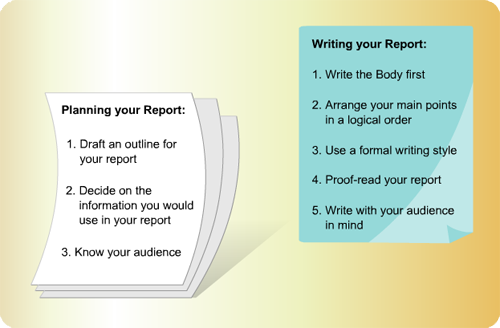 Planning your Report:
1. Draft an outline for
your report
2. Decide on the
information you would
use in your report
3. Know your audience
Writing your Report:
1. Write the Body first
2. Arrange your main points
in a logical order
3. Use a formal writing style
4. Proof-read your report
5. Write with your audience
in mind